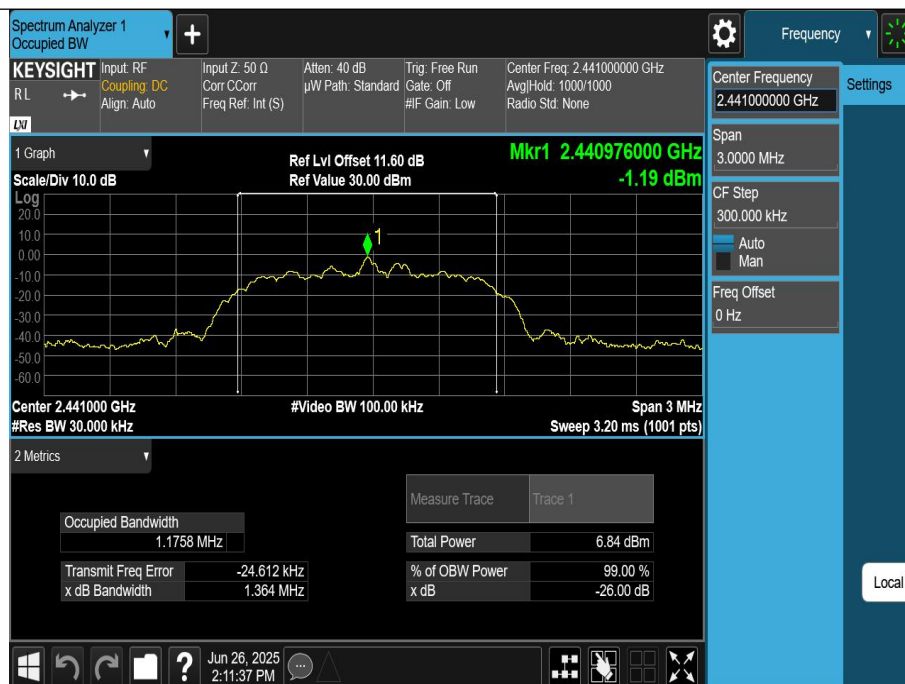 Spectrum Analyzer 1
Occupied BW
Frequency
KEYSIGHT
RL
LXI
Input: RF
Coupling: DC
Align: Auto
Input Z: 50 Ω
Corr CCorr
Freq Ref: Int (S)
Atten: 40 dB
µW Path: Standard
Trig: Free Run
Gate: Off
#IF Gain: Low
Center Freq: 2.441000000 GHz
Avg|Hold: 1000/1000
Radio Std: None
Center Frequency
2.441000000 GHz
Settings
Span
3.0000 MHz
CF Step
300.000 kHz
Auto
Man
Freq Offset
0 Hz
Local
1 Graph
Scale/Div 10.0 dB
Ref Lvl Offset 11.60 dB
Ref Value 30.00 dBm
Mkr1 2.440976000 GHz
-1.19 dBm
Log
20.0
10.0
0.00
-10.0
-20.0
-30.0
-40.0
-50.0
-60.0
1
Center 2.441000 GHz
#Res BW 30.000 kHz
#Video BW 100.00 kHz
Span 3 MHz
Sweep 3.20 ms (1001 pts)
2 Metrics
Measure Trace
Trace 1
Occupied Bandwidth
1.1758 MHz
Total Power 6.84 dBm
Transmit Freq Error -24.612 kHz
% of OBW Power 99.00 %
x dB Bandwidth 1.364 MHz
x dB -26.00 dB
?
Jun 26, 2025
2:11:37 PM